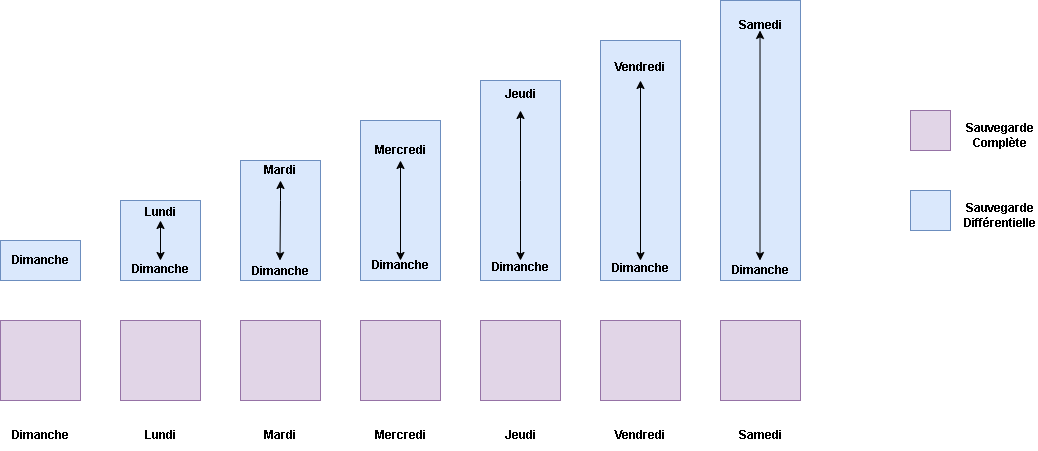 Samedi
Vendredi
Jeudi
Mercredi
Mardi
Lundi
Dimanche
Dimanche
Dimanche
Dimanche
Dimanche
Dimanche
Dimanche
Sauvegarde
Complète
Sauvegarde
Différentielle
Dimanche
Lundi
Mardi
Mercredi
Jeudi
Vendredi
Samedi